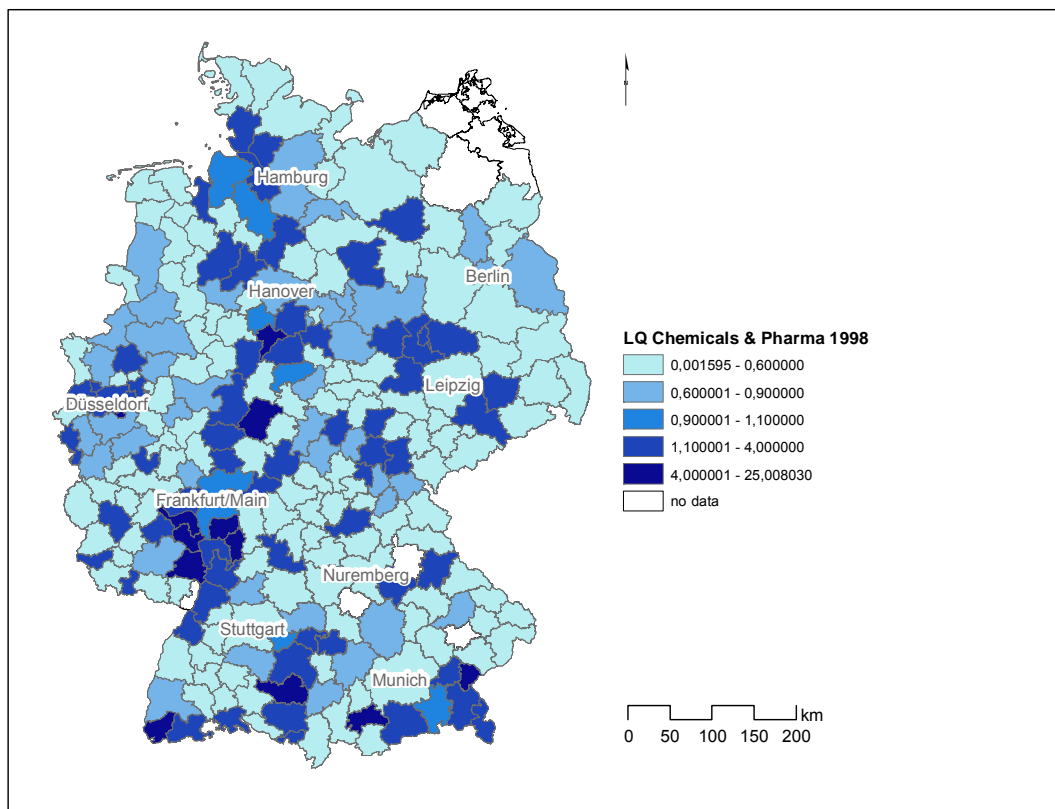 Hamburg
Berlin
Hanover
Leipzig
Düsseldorf
Frankfurt/Main
Nuremberg
Stuttgart
Munich
N
LQ Chemicals & Pharma 1998
0,001595 - 0,600000
0,600001 - 0,900000
0,900001 - 1,100000
1,100001 - 4,000000
4,000001 - 25,008030
no data
km
0 50 100 150 200